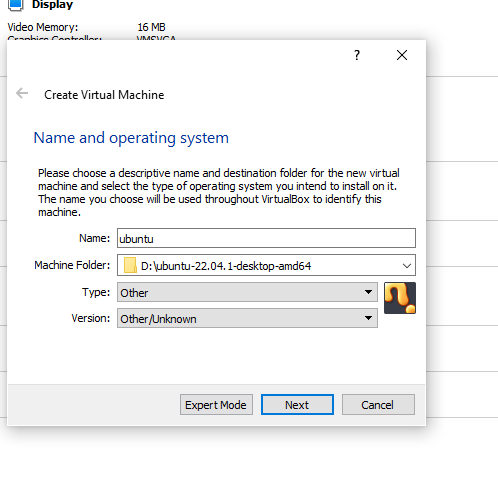 Display
Video Memory: 16 MB
Graphics Controller: VMSVGA
?
Create Virtual Machine
Name and operating system
Please choose a descriptive name and destination folder for the new virtual
machine and select the type of operating system you intend to install on it.
The name you choose will be used throughout VirtualBox to identify this
machine.
Name: ubuntu
Machine Folder: D:\ubuntu-22.04.1-desktop-amd64
Type: Other
Version: Other/Unknown
Expert Mode Next Cancel